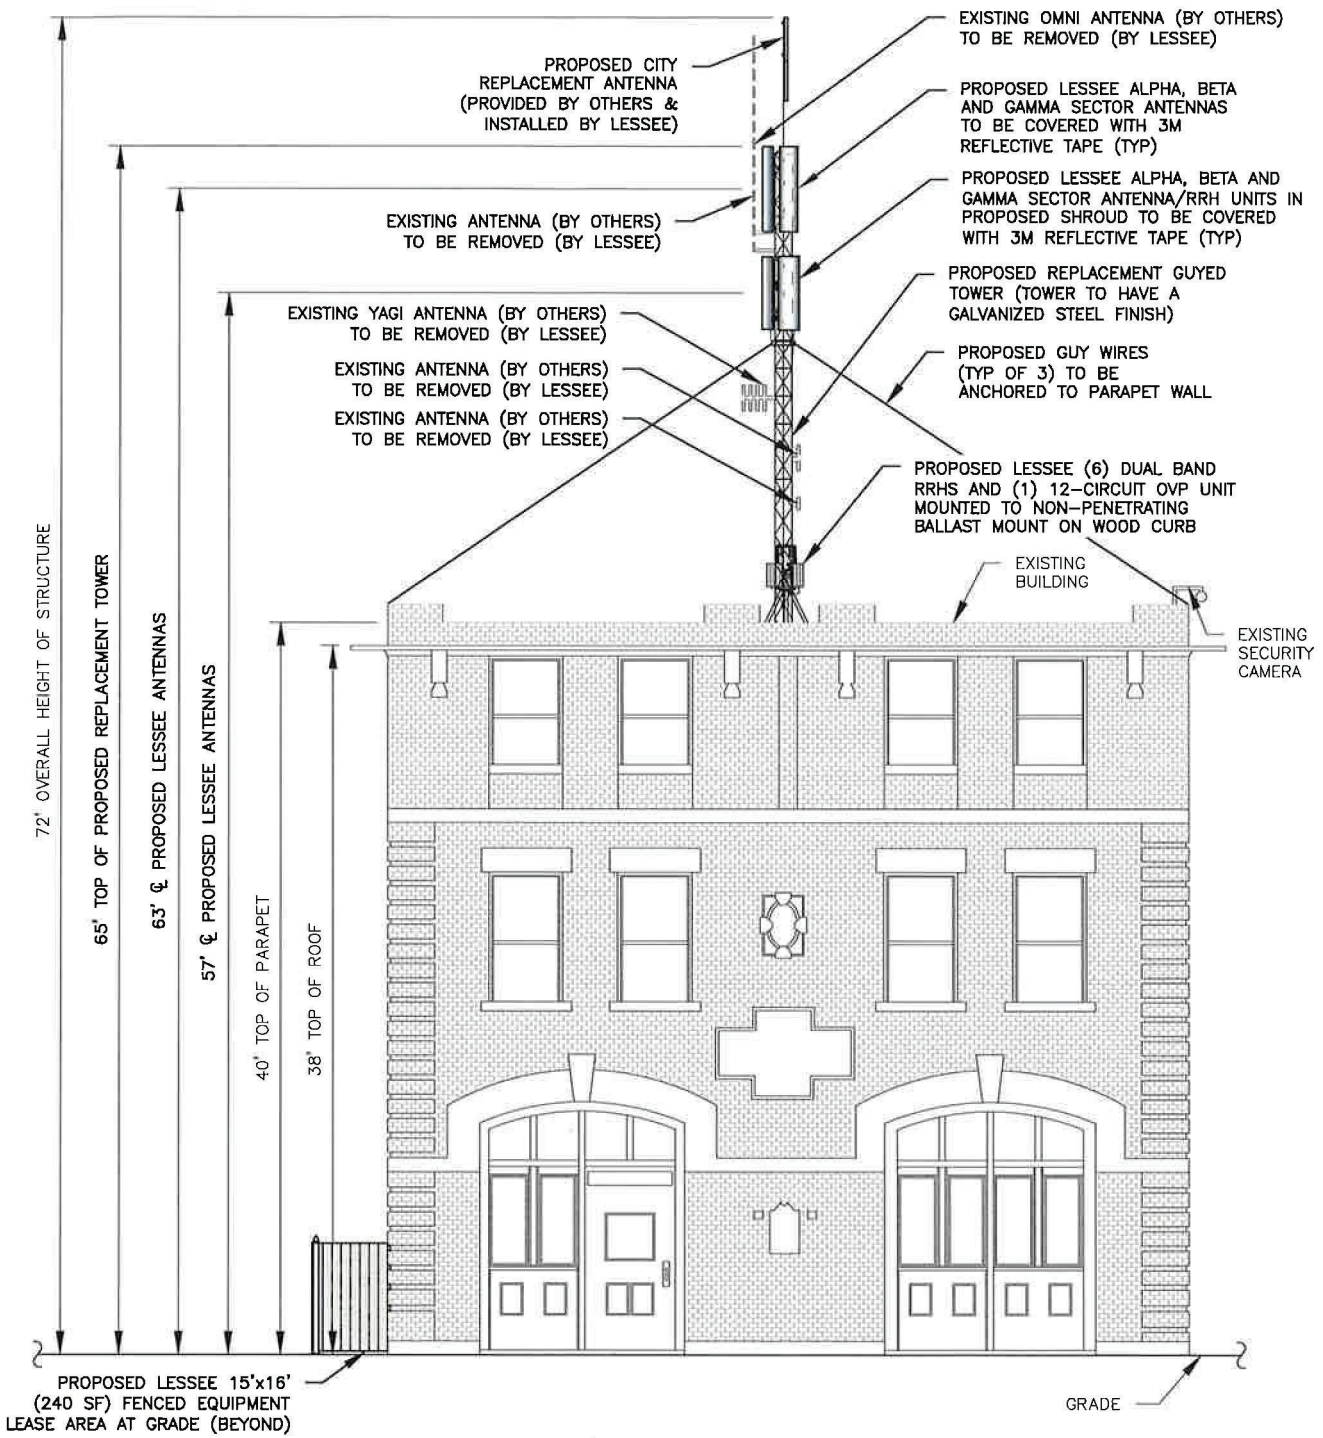 EXISTING OMNI ANTENNA (BY OTHERS)
TO BE REMOVED (BY LESSEE)
PROPOSED CITY
REPLACEMENT ANTENNA
(PROVIDED BY OTHERS &
INSTALLED BY LESSEE)
PROPOSED LESSEE ALPHA, BETA
AND GAMMA SECTOR ANTENNAS
TO BE COVERED WITH 3M
REFLECTIVE TAPE (TYP)
PROPOSED LESSEE ALPHA, BETA AND
GAMMA SECTOR ANTENNA/RRH UNITS IN
PROPOSED SHROUD TO BE COVERED
WITH 3M REFLECTIVE TAPE (TYP)
EXISTING ANTENNA (BY OTHERS)
TO BE REMOVED (BY LESSEE)
PROPOSED REPLACEMENT GUYED
TOWER (TOWER TO HAVE A
GALVANIZED STEEL FINISH)
EXISTING YAGI ANTENNA (BY OTHERS)
TO BE REMOVED (BY LESSEE)
PROPOSED GUY WIRES
(TYP OF 3) TO BE
ANCHORED TO PARAPET WALL
EXISTING ANTENNA (BY OTHERS)
TO BE REMOVED (BY LESSEE)
EXISTING ANTENNA (BY OTHERS)
TO BE REMOVED (BY LESSEE)
PROPOSED LESSEE (6) DUAL BAND
RRHS AND (1) 12-CIRCUIT OVP UNIT
MOUNTED TO NON-PENETRATING
BALLAST MOUNT ON WOOD CURB
EXISTING
BUILDING
EXISTING
SECURITY
CAMERA
72' OVERALL HEIGHT OF STRUCTURE
65' TOP OF PROPOSED REPLACEMENT TOWER
63' ℄ PROPOSED LESSEE ANTENNAS
57' ℄ PROPOSED LESSEE ANTENNAS
40' TOP OF PARAPET
38' TOP OF ROOF
PROPOSED LESSEE 15'x16'
(240 SF) FENCED EQUIPMENT
LEASE AREA AT GRADE (BEYOND)
GRADE